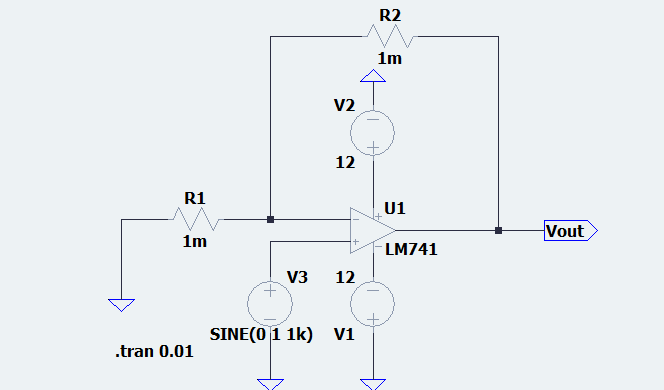 R2
1m
V2
12
R1
1m
U1
LM741
Vout
V3
SINE(0 1 1k)
12
V1
.tran 0.01